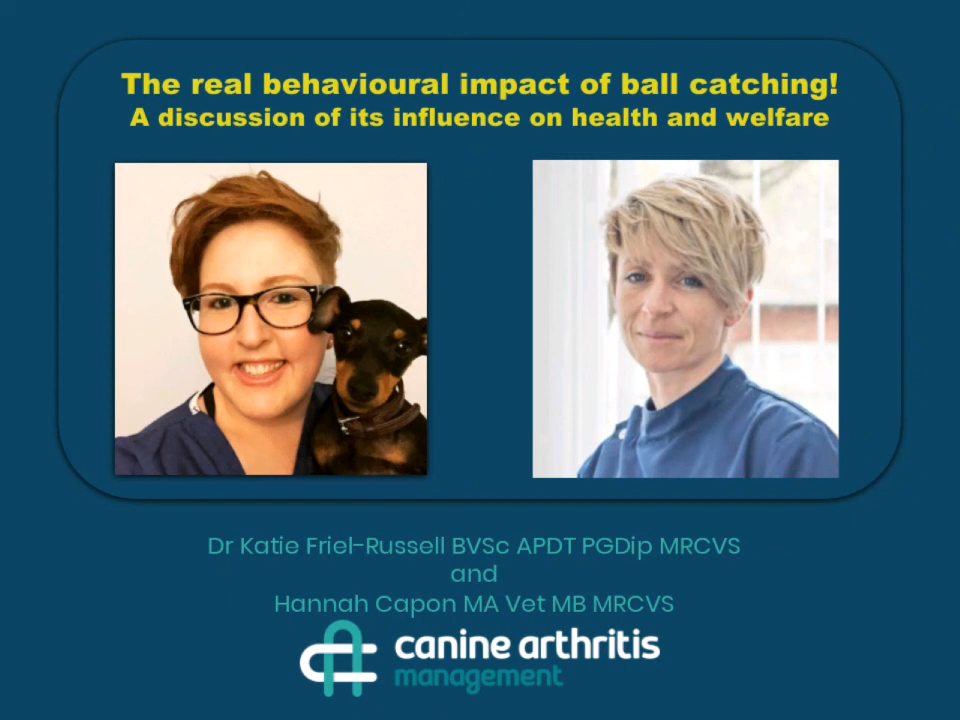 The real behavioural impact of ball catching!
A discussion of its influence on health and welfare
Dr Katie Friel-Russell BVSc APDT PGDip MRCVS
and
Hannah Capon MA Vet MB MRCVS
canine arthritis
management